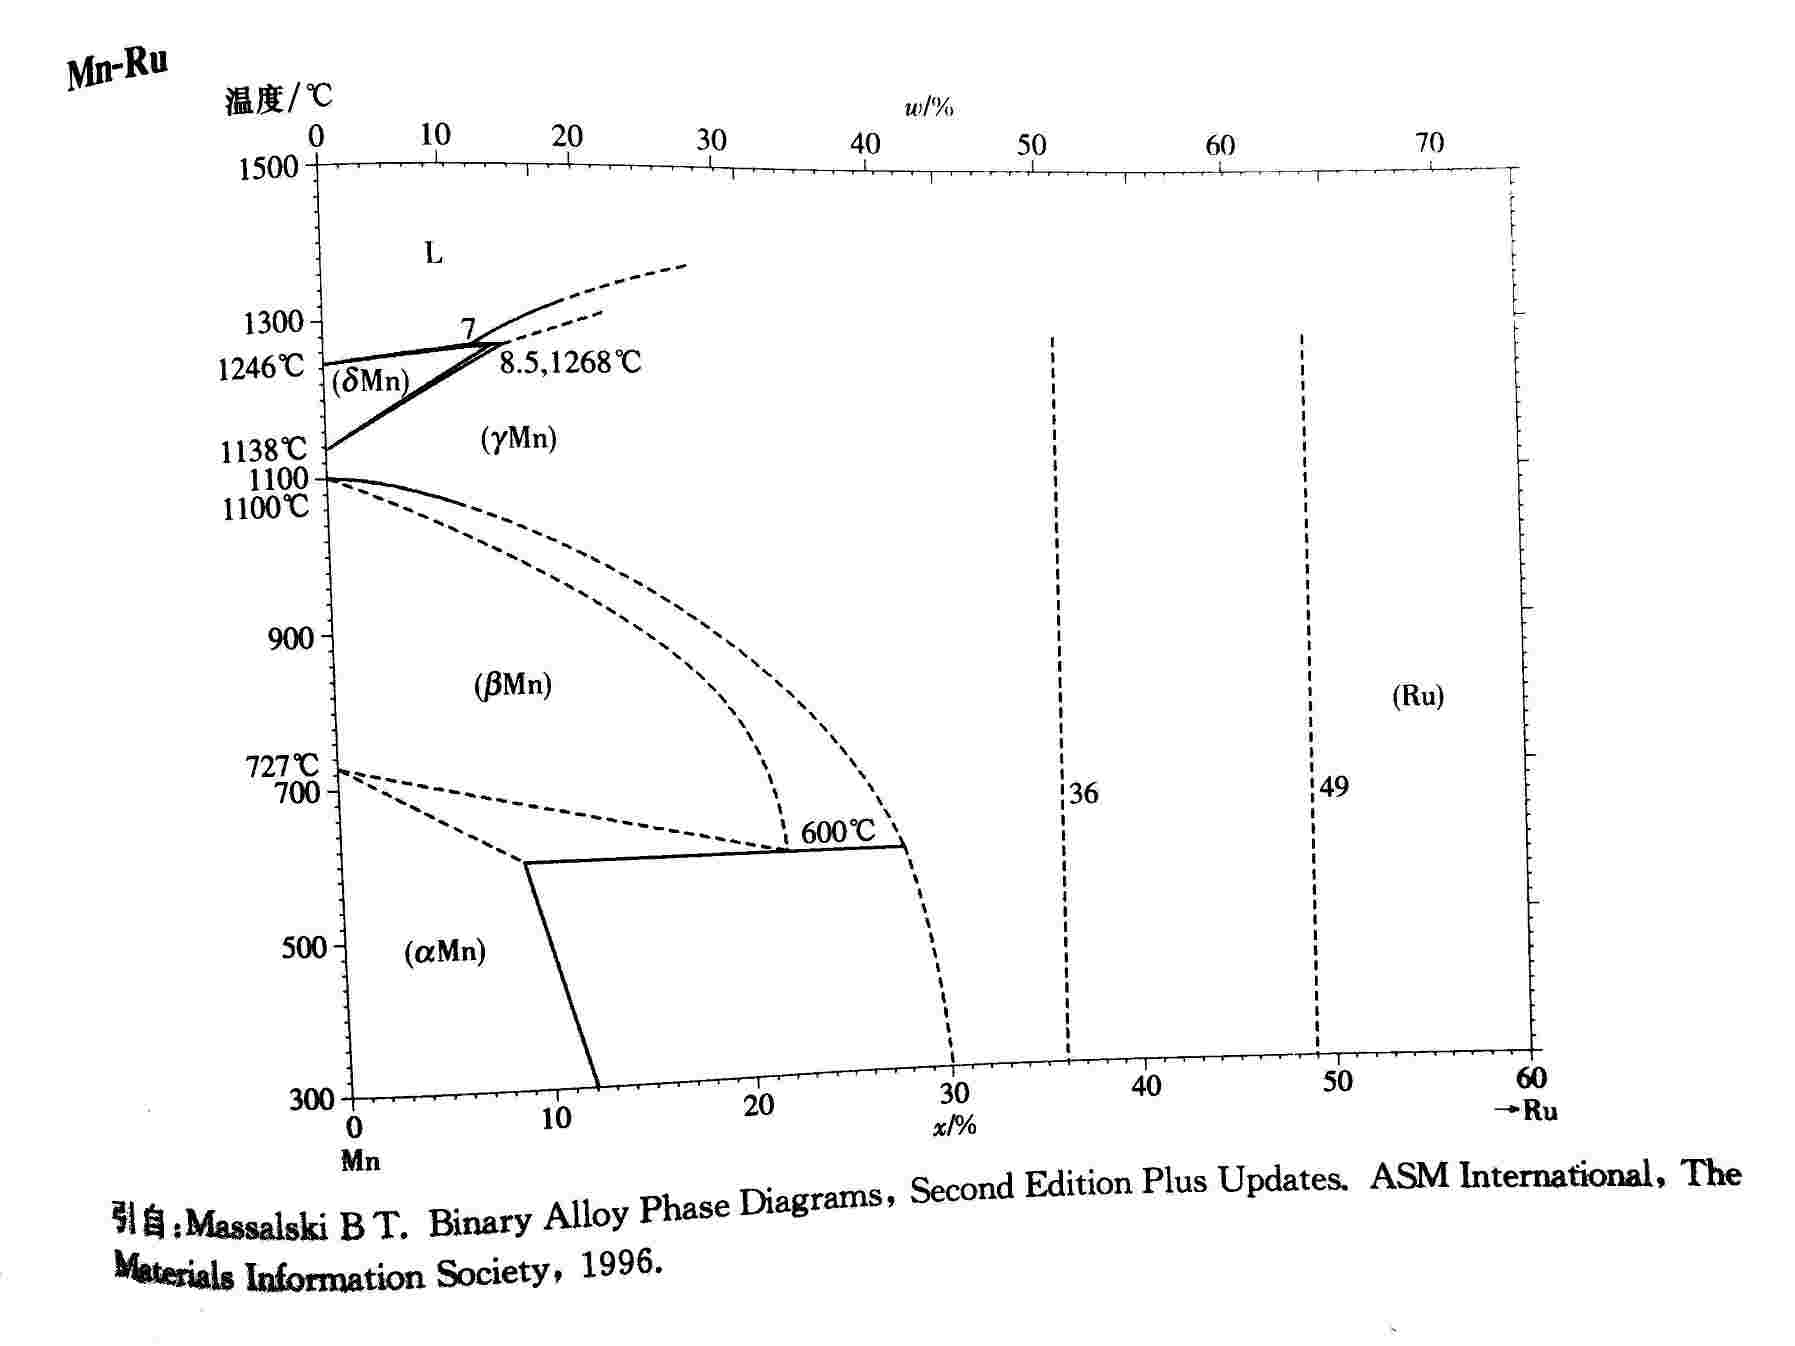 Mn-Ru
温度/℃
w/%
0 10 20 30 40 50 60 70
1500
L
1300
7
1246℃
8.5,1268℃
(δMn)
(γMn)
1138℃
1100
1100℃
900
(βMn)
(Ru)
727℃
700
36
49
600℃
500
(αMn)
300
0 10 20 30 40 50 60
Mn
x/%
→Ru
引自:Massalski B T. Binary Alloy Phase Diagrams, Second Edition Plus Updates. ASM International, The
Materials Information Society, 1996.